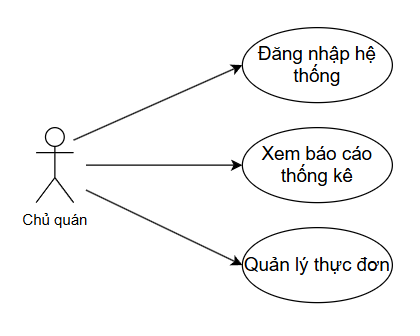 Đăng nhập hệ
thống
Xem báo cáo
thống kê
Chủ quán
Quản lý thực đơn